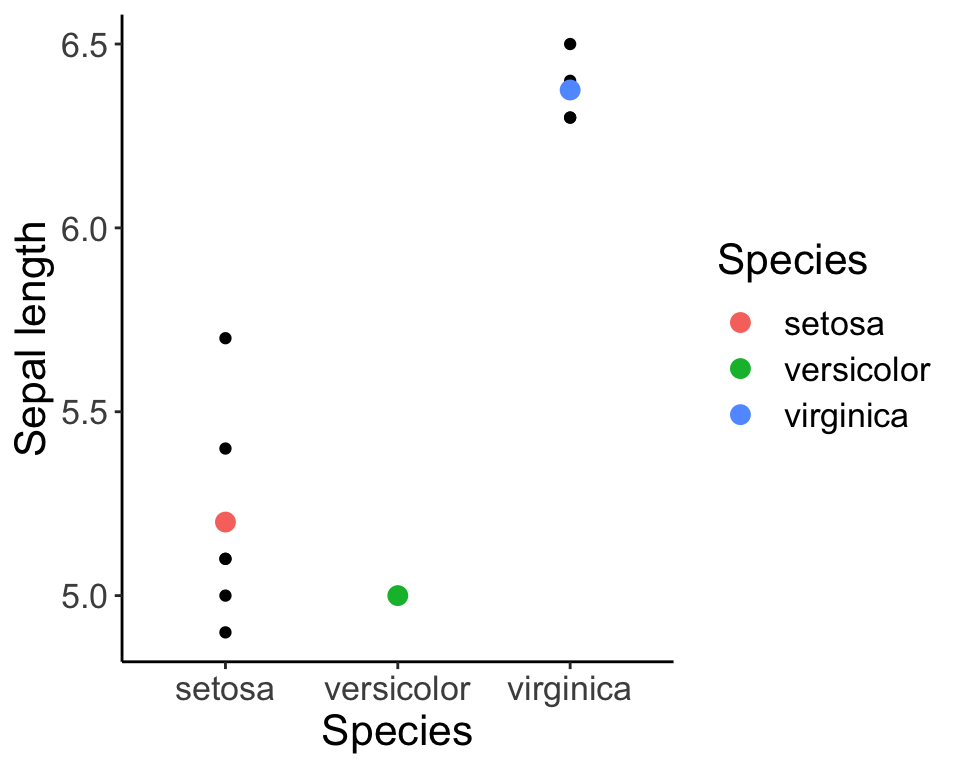 6.5
6.0
5.5
5.0
Sepal length
setosa versicolor virginica
Species
Species
setosa
versicolor
virginica